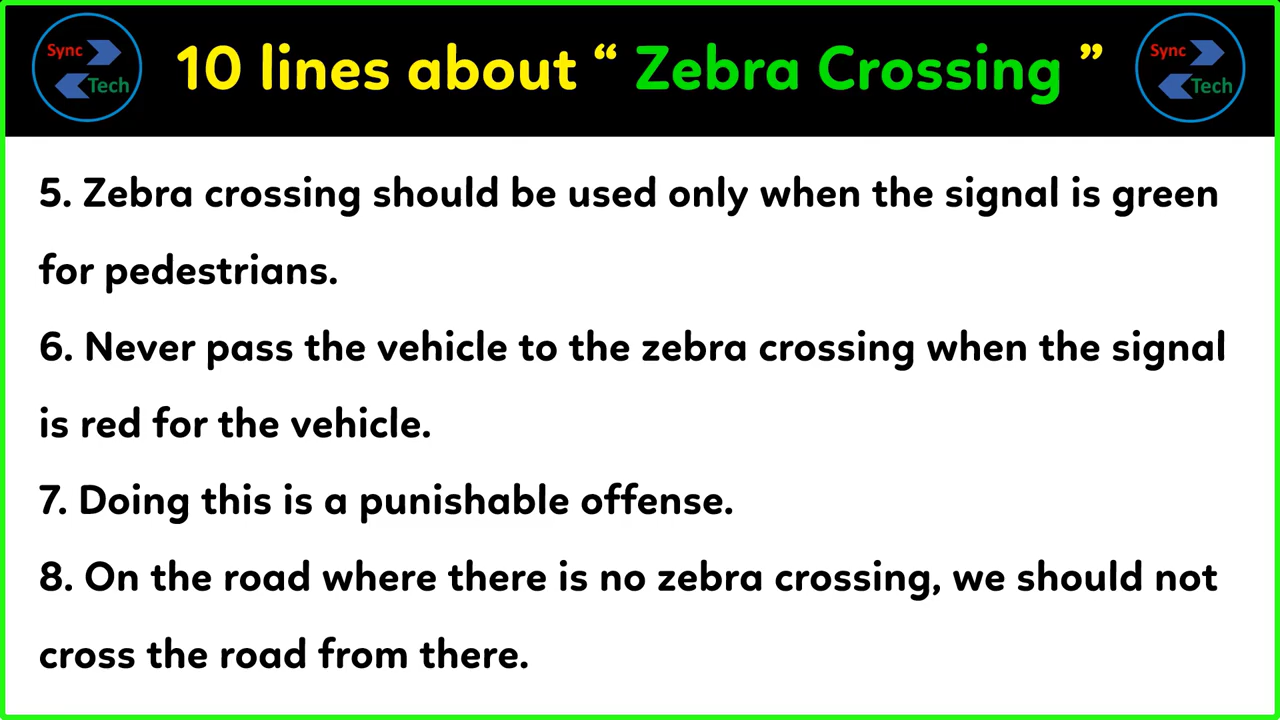 Sync
Tech
10 lines about “ Zebra Crossing ”
Sync
Tech
5. Zebra crossing should be used only when the signal is green
for pedestrians.
6. Never pass the vehicle to the zebra crossing when the signal
is red for the vehicle.
7. Doing this is a punishable offense.
8. On the road where there is no zebra crossing, we should not
cross the road from there.